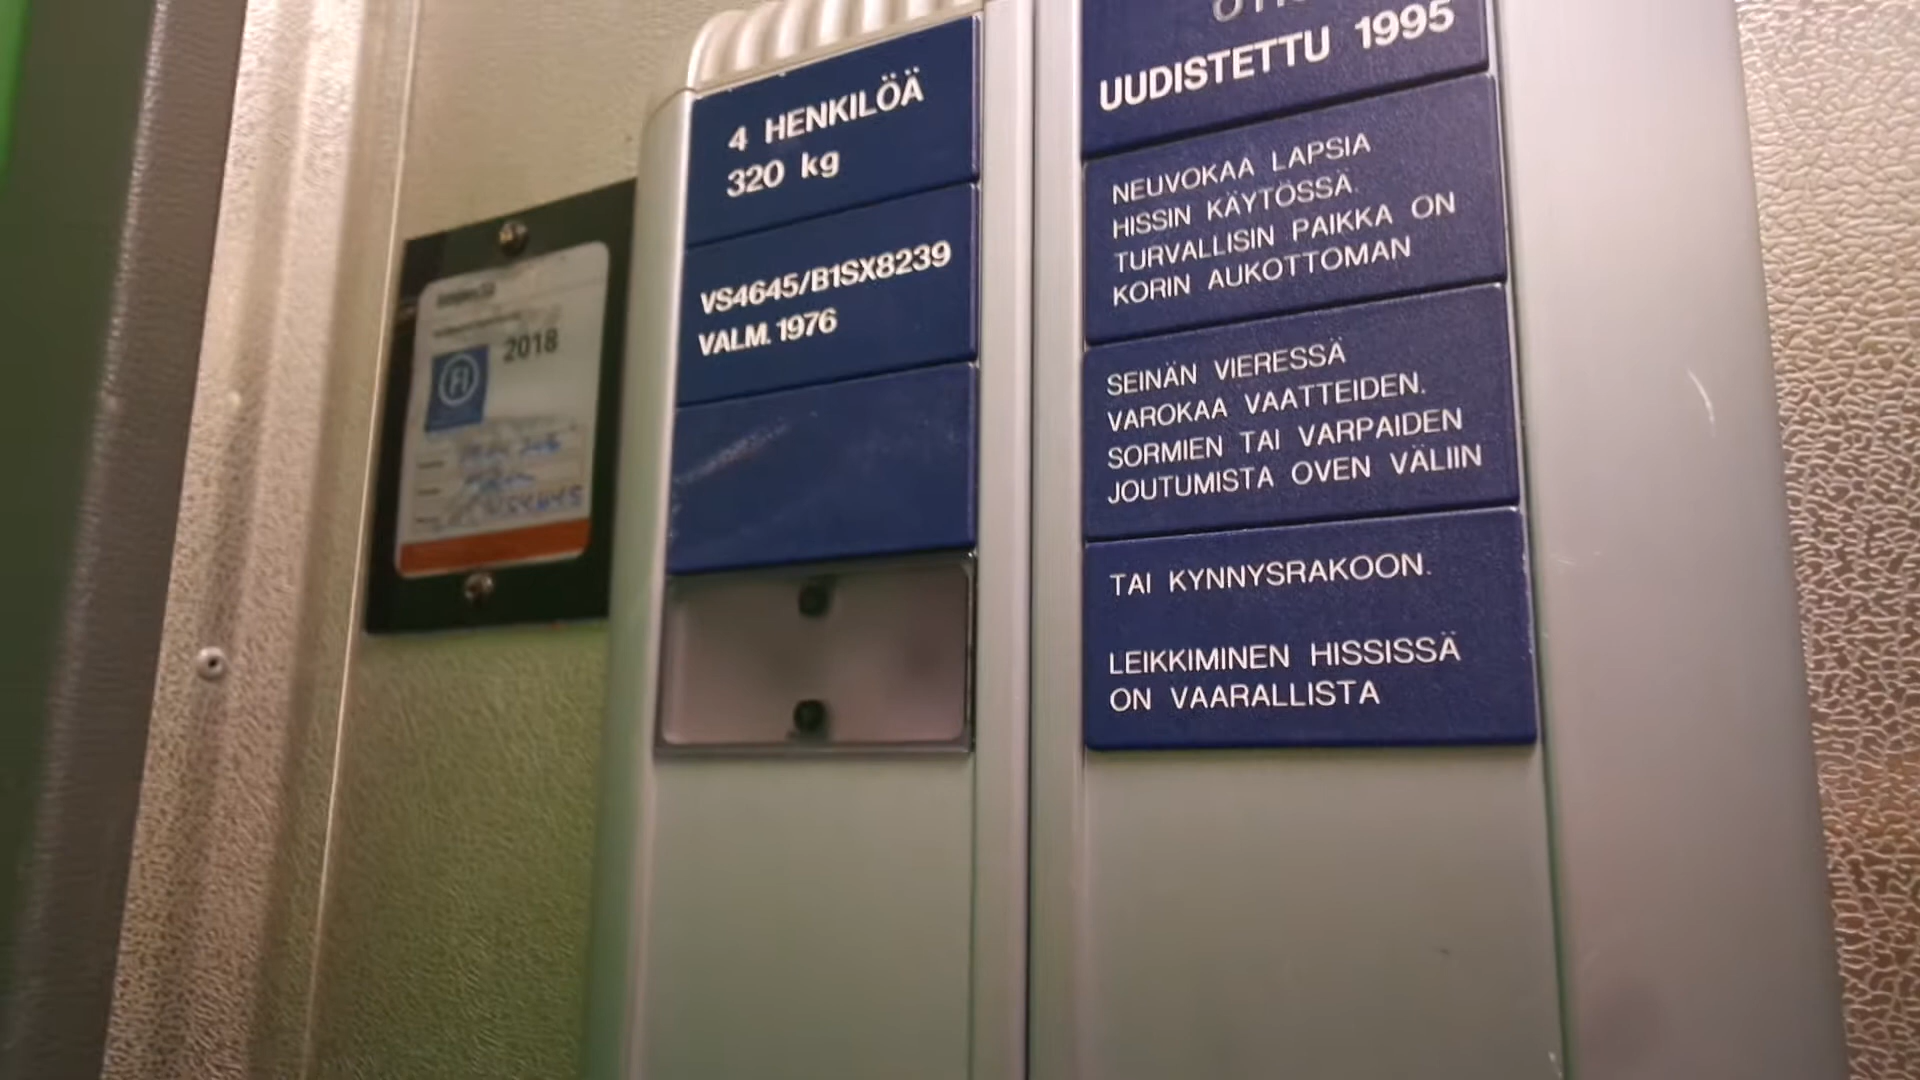 2018
Fi
4 HENKILÖÄ
320 kg
VS4645/B1SX8239
VALM. 1976
UUDISTETTU 1995
NEUVOKAA LAPSIA
HISSIN KÄYTÖSSÄ.
TURVALLISIN PAIKKA ON
KORIN AUKOTTOMAN
SEINÄN VIERESSÄ
VAROKAA VAATTEIDEN,
SORMIEN TAI VARPAIDEN
JOUTUMISTA OVEN VÄLIIN
TAI KYNNYSRAKOON.
LEIKKIMINEN HISSISSÄ
ON VAARALLISTA